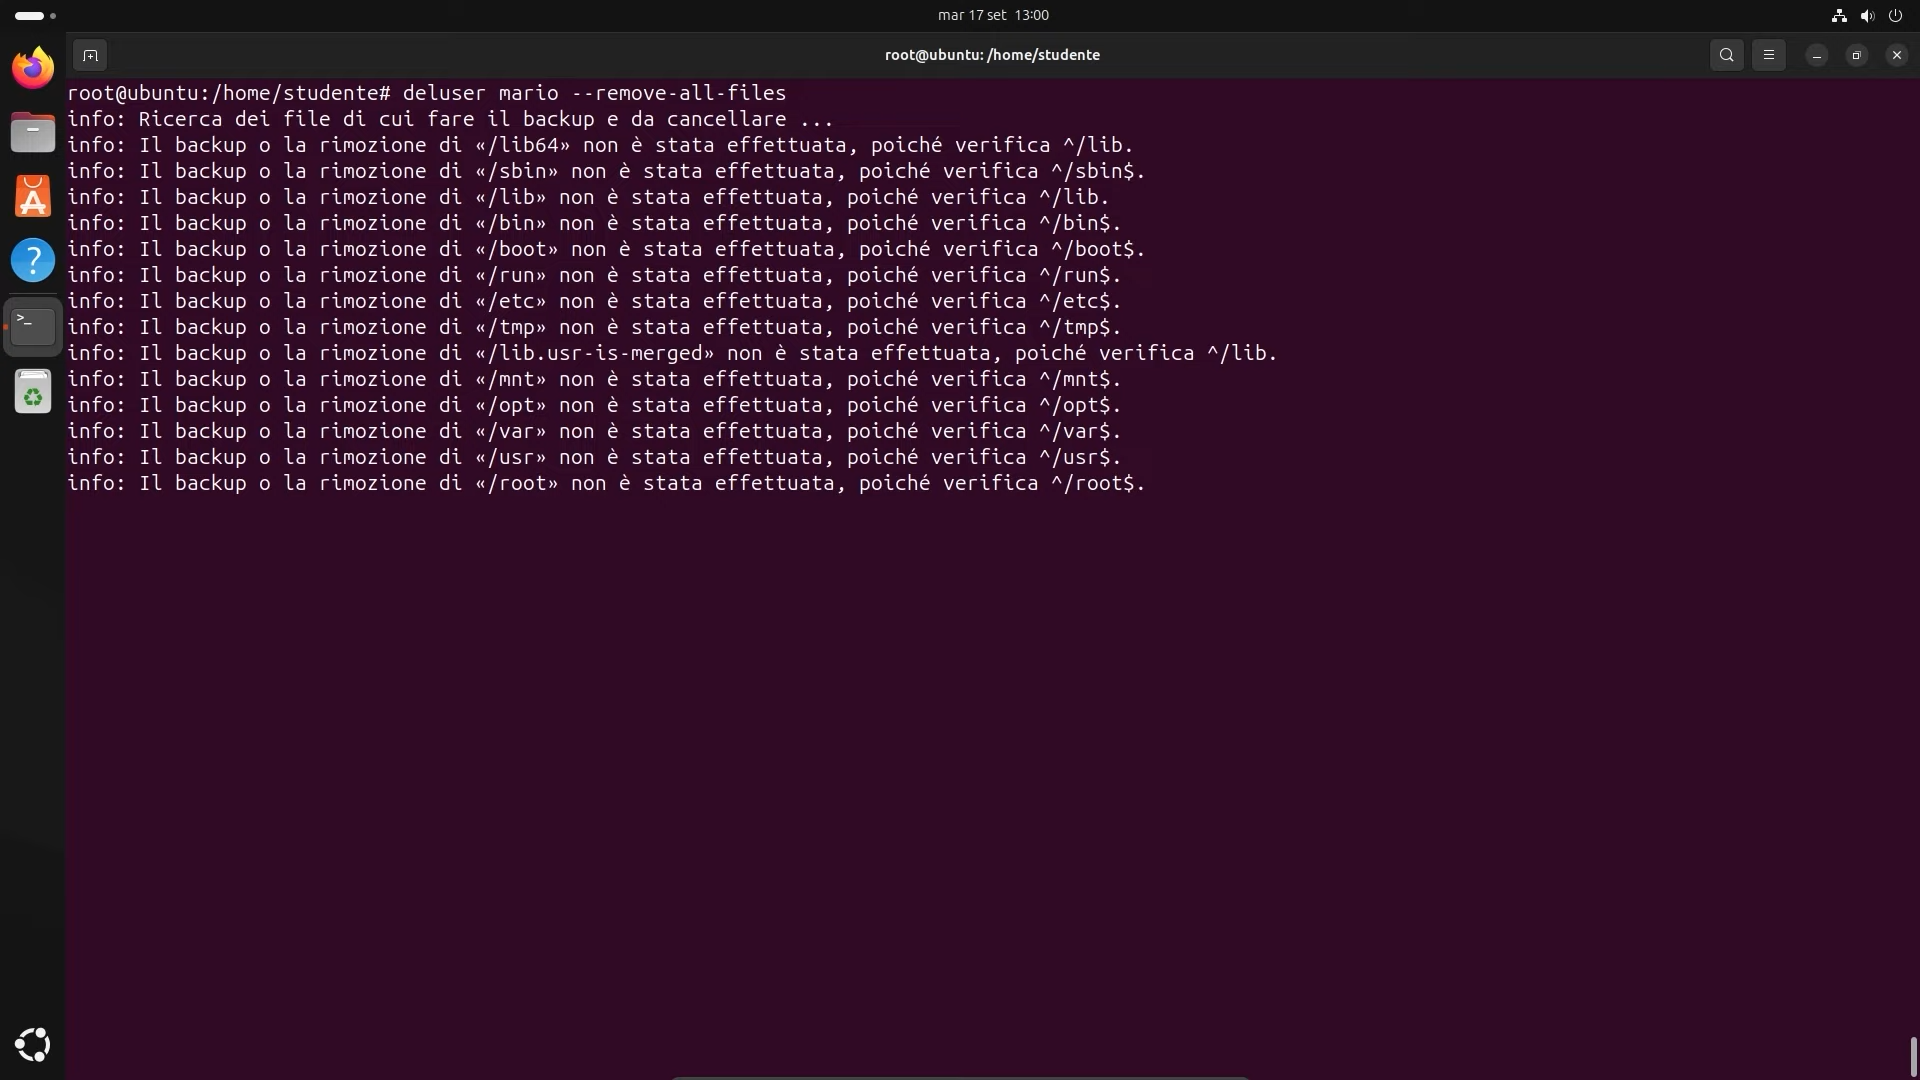 mar 17 set 13:00
root@ubuntu: /home/studente
root@ubuntu:/home/studente# deluser mario --remove-all-files
info: Ricerca dei file di cui fare il backup e da cancellare ...
info: Il backup o la rimozione di «/lib64» non è stata effettuata, poiché verifica ^/lib.
info: Il backup o la rimozione di «/sbin» non è stata effettuata, poiché verifica ^/sbin$.
info: Il backup o la rimozione di «/lib» non è stata effettuata, poiché verifica ^/lib.
info: Il backup o la rimozione di «/bin» non è stata effettuata, poiché verifica ^/bin$.
info: Il backup o la rimozione di «/boot» non è stata effettuata, poiché verifica ^/boot$.
info: Il backup o la rimozione di «/run» non è stata effettuata, poiché verifica ^/run$.
info: Il backup o la rimozione di «/etc» non è stata effettuata, poiché verifica ^/etc$.
info: Il backup o la rimozione di «/tmp» non è stata effettuata, poiché verifica ^/tmp$.
info: Il backup o la rimozione di «/lib.usr-is-merged» non è stata effettuata, poiché verifica ^/lib.
info: Il backup o la rimozione di «/mnt» non è stata effettuata, poiché verifica ^/mnt$.
info: Il backup o la rimozione di «/opt» non è stata effettuata, poiché verifica ^/opt$.
info: Il backup o la rimozione di «/var» non è stata effettuata, poiché verifica ^/var$.
info: Il backup o la rimozione di «/usr» non è stata effettuata, poiché verifica ^/usr$.
info: Il backup o la rimozione di «/root» non è stata effettuata, poiché verifica ^/root$.